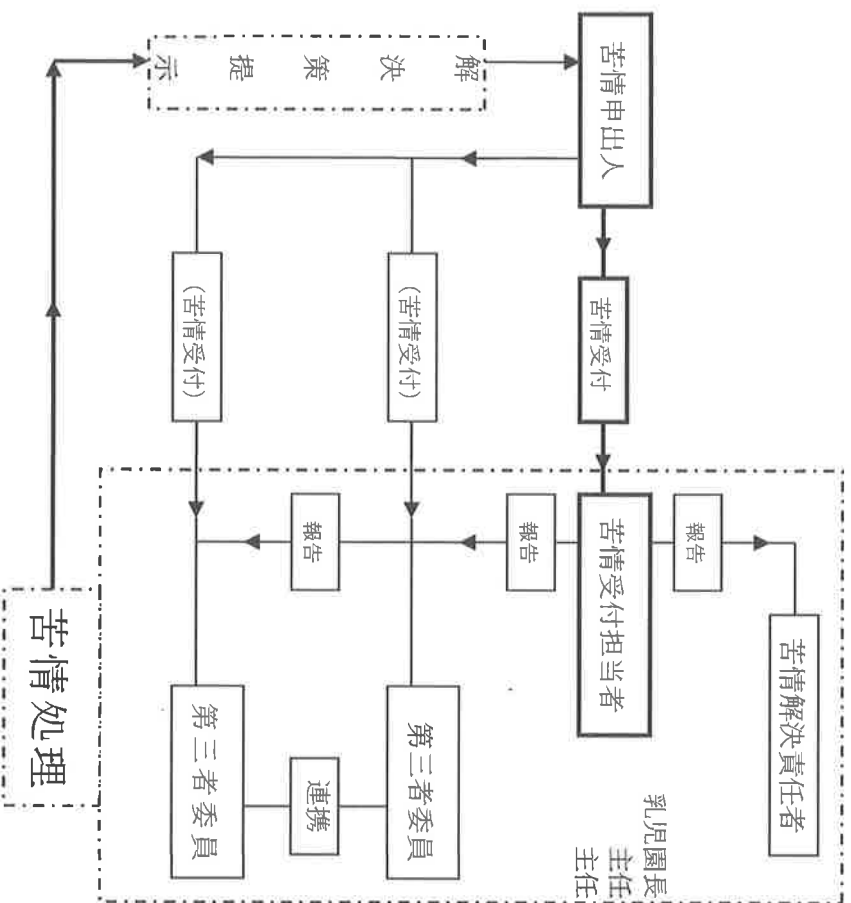 苦情解決責任者
報告
乳児園長
主任
主任
苦情申出人
苦情受付
苦情受付担当者
報告
解決策提示
(苦情受付)
第三者委員
報告
連携
(苦情受付)
第三者委員
苦情処理